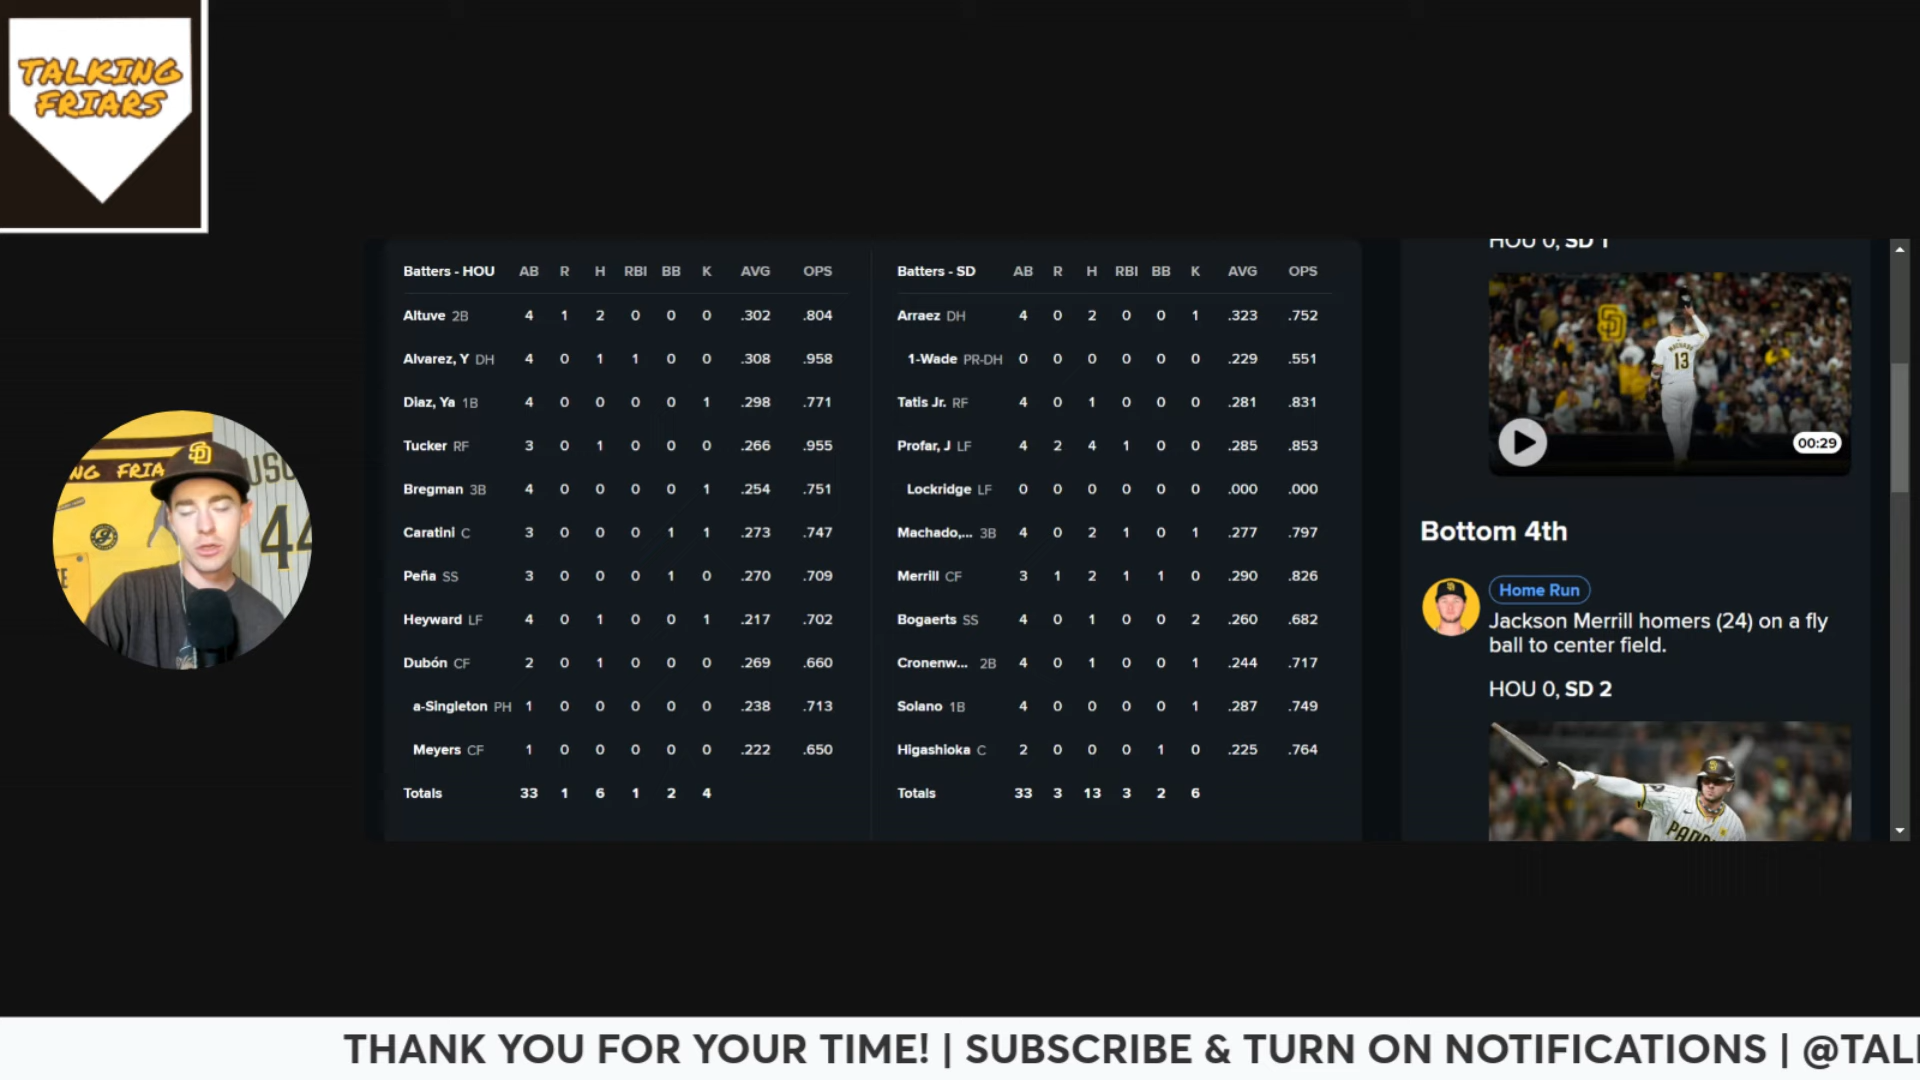 TALKING
FRIARS
NG FRIA
44
Batters - HOU AB R H RBI BB K AVG OPS
Altuve 2B 4 1 2 0 0 0 .302 .804
Alvarez, Y DH 4 0 1 1 0 0 .308 .958
Diaz, Ya 1B 4 0 0 0 0 1 .298 .771
Tucker RF 3 0 1 0 0 0 .266 .955
Bregman 3B 4 0 0 0 0 1 .254 .751
Caratini C 3 0 0 0 1 1 .273 .747
Peña SS 3 0 0 0 1 0 .270 .709
Heyward LF 4 0 1 0 0 1 .217 .702
Dubón CF 2 0 1 0 0 0 .269 .660
a-Singleton PH 1 0 0 0 0 0 .238 .713
Meyers CF 1 0 0 0 0 0 .222 .650
Totals 33 1 6 1 2 4
Batters - SD AB R H RBI BB K AVG OPS
Arraez DH 4 0 2 0 0 1 .323 .752
1-Wade PR-DH 0 0 0 0 0 0 .229 .551
Tatis Jr. RF 4 0 1 0 0 0 .281 .831
Profar, J LF 4 2 4 1 0 0 .285 .853
Lockridge LF 0 0 0 0 0 0 .000 .000
Machado,... 3B 4 0 2 1 0 1 .277 .797
Merrill CF 3 1 2 1 1 0 .290 .826
Bogaerts SS 4 0 1 0 0 2 .260 .682
Cronenw... 2B 4 0 1 0 0 1 .244 .717
Solano 1B 4 0 0 0 0 1 .287 .749
Higashioka C 2 0 0 0 1 0 .225 .764
Totals 33 3 13 3 2 6
HOU 0, SD 1
MACHADO
13
00:29
Bottom 4th
Home Run
Jackson Merrill homers (24) on a fly
ball to center field.
HOU 0, SD 2
THANK YOU FOR YOUR TIME! | SUBSCRIBE & TURN ON NOTIFICATIONS | @TAL